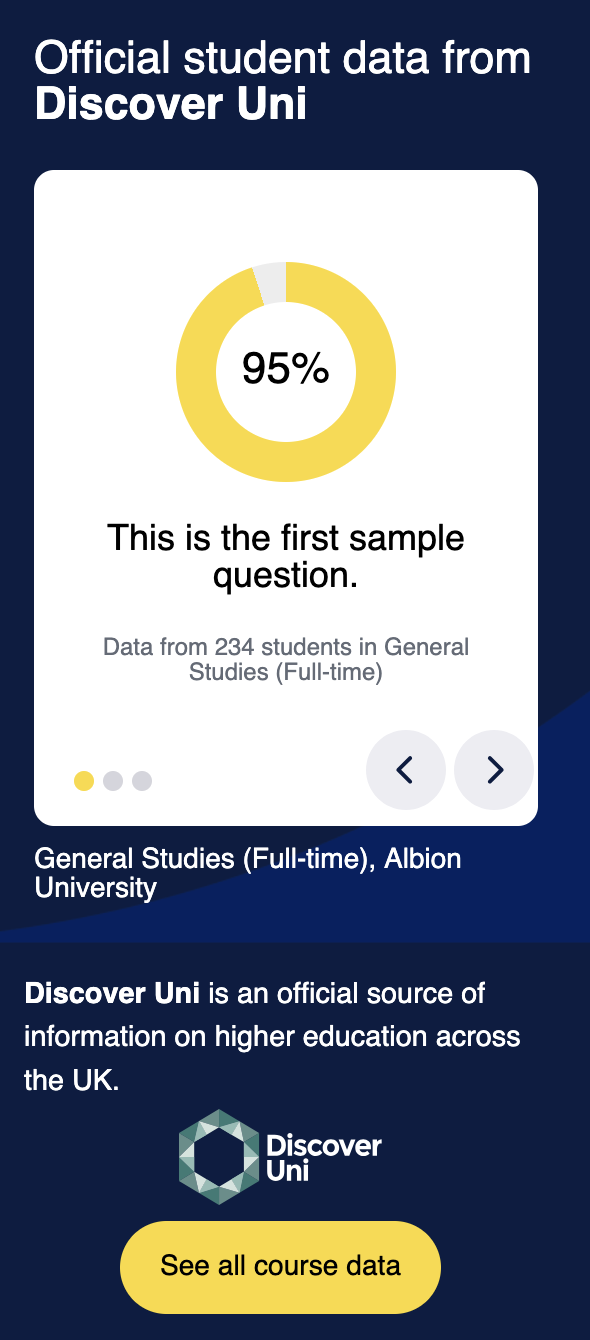 Official student data from
Discover Uni
95%
This is the first sample
question.
Data from 234 students in General
Studies (Full-time)
General Studies (Full-time), Albion
University
Discover Uni is an official source of
information on higher education across
the UK.
Discover
Uni
See all course data